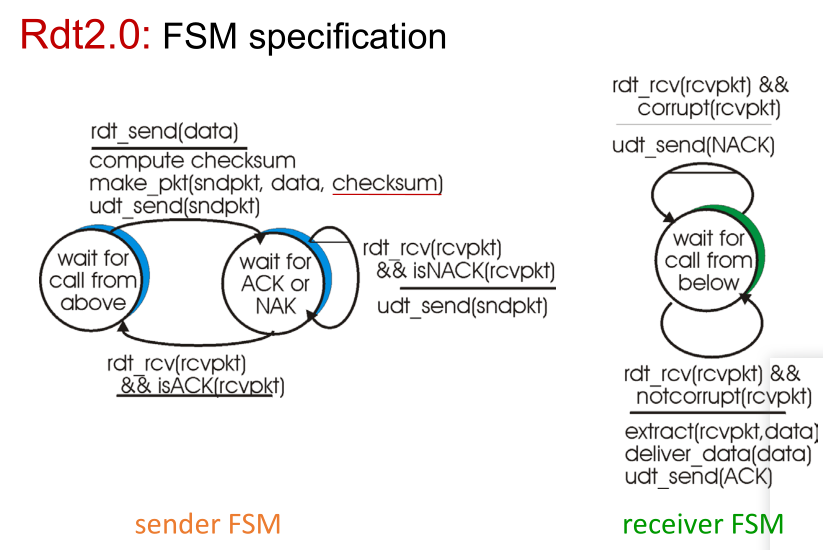 Rdt2.0: FSM specification
rdt_send(data)
compute checksum
make_pkt(sndpkt, data, checksum)
udt_send(sndpkt)
wait for
call from
above
wait for
ACK or
NAK
rdt_rcv(rcvpkt)
&& isNACK(rcvpkt)
udt_send(sndpkt)
rdt_rcv(rcvpkt)
&& isACK(rcvpkt)
sender FSM
rdt_rcv(rcvpkt) &&
corrupt(rcvpkt)
udt_send(NACK)
wait for
call from
below
rdt_rcv(rcvpkt) &&
notcorrupt(rcvpkt)
extract(rcvpkt,data)
deliver_data(data)
udt_send(ACK)
receiver FSM